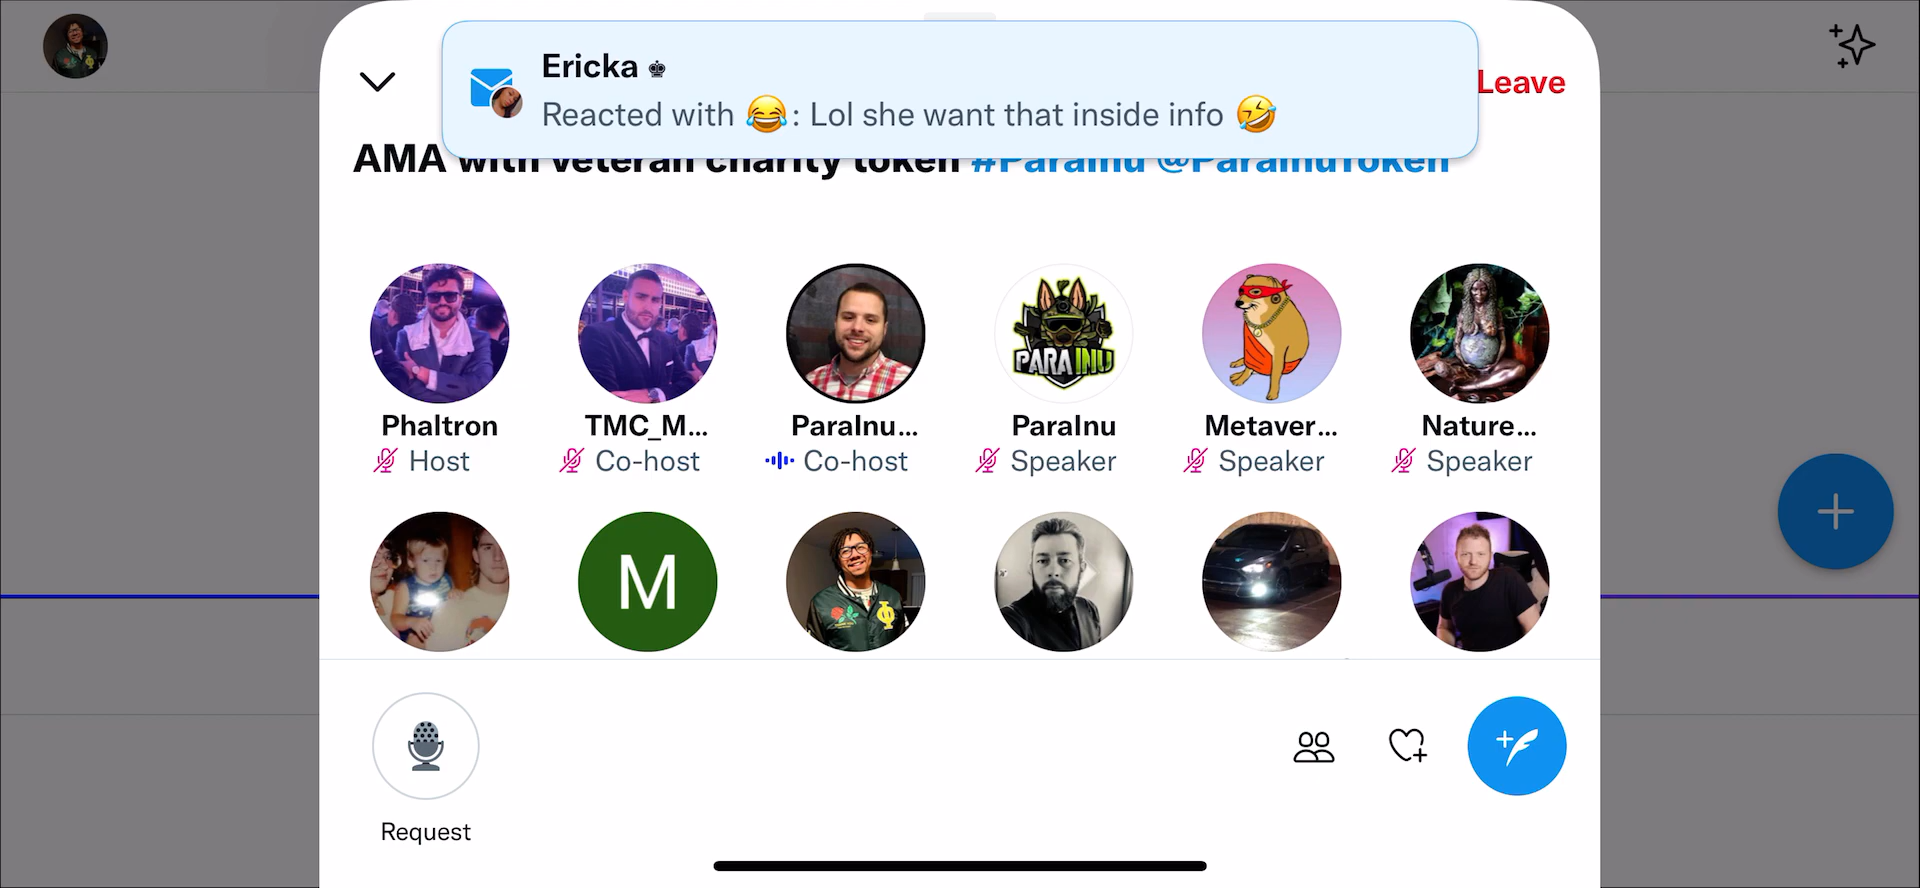 Ericka ♚
Reacted with 😂: Lol she want that inside info 🤣
Leave
AMA with veteran charity token #ParaInu @ParaInuToken
PARA INU
Phaltron
Host
TMC_M...
Co-host
ParaInu...
Co-host
ParaInu
Speaker
Metaver...
Speaker
Nature...
Speaker
M
Request